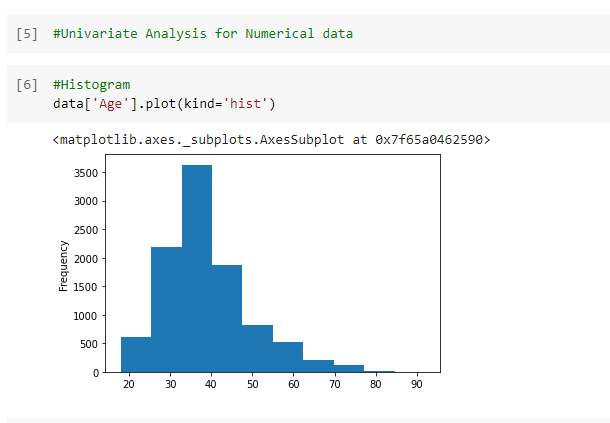 [5] #Univariate Analysis for Numerical data
[6] #Histogram
data['Age'].plot(kind='hist')
<matplotlib.axes._subplots.AxesSubplot at 0x7f65a0462590>
3500
3000
2500
2000
1500
1000
500
0
Frequency
20 30 40 50 60 70 80 90